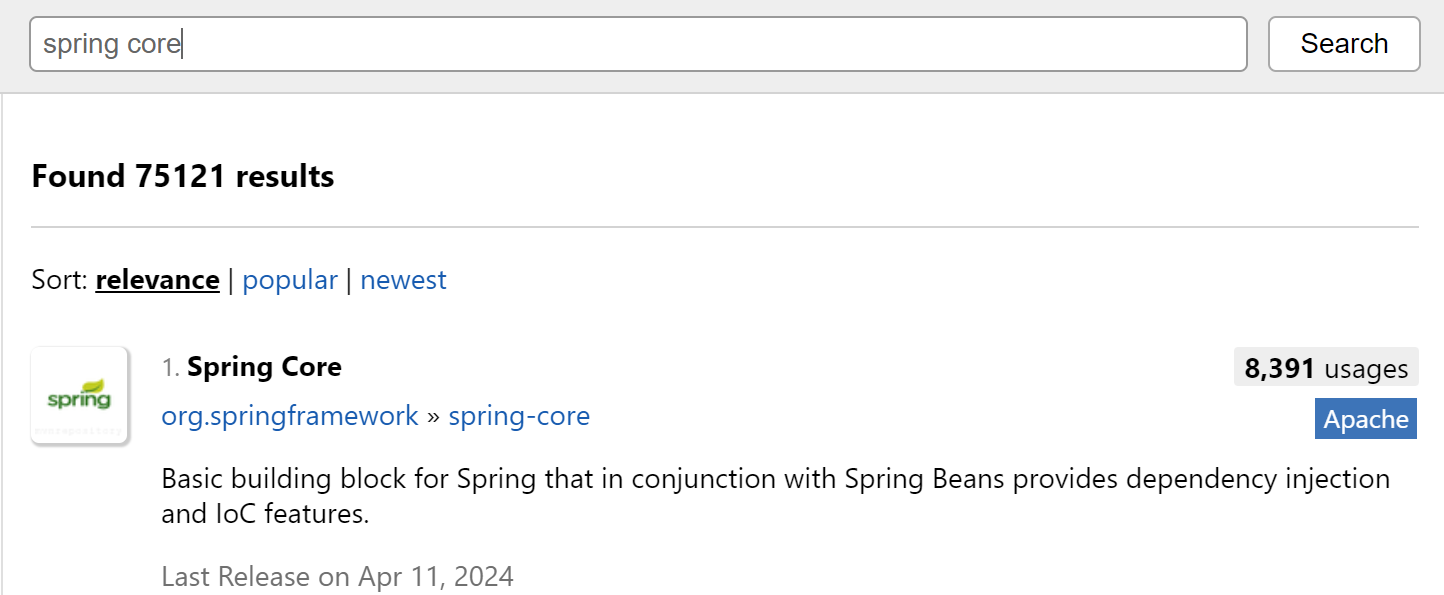 spring core
Search
Found 75121 results
Sort: relevance | popular | newest
spring
1. Spring Core
8,391 usages
org.springframework » spring-core
Apache
Basic building block for Spring that in conjunction with Spring Beans provides dependency injection
and IoC features.
Last Release on Apr 11, 2024